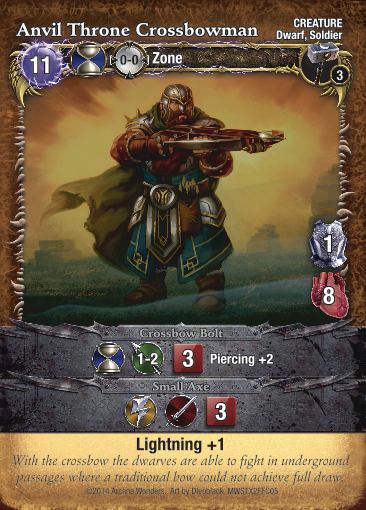 Anvil Throne Crossbowman
CREATURE
Dwarf, Soldier
11
0-0
Zone
3
1
8
Crossbow Bolt
1-2
3
Piercing +2
Small Axe
3
Lightning +1
With the crossbow the dwarves are able to fight in underground
passages where a traditional bow could not achieve full draw.
©2014 Arcane Wonders. Art by Dleoblack. MWSTX2FFC05